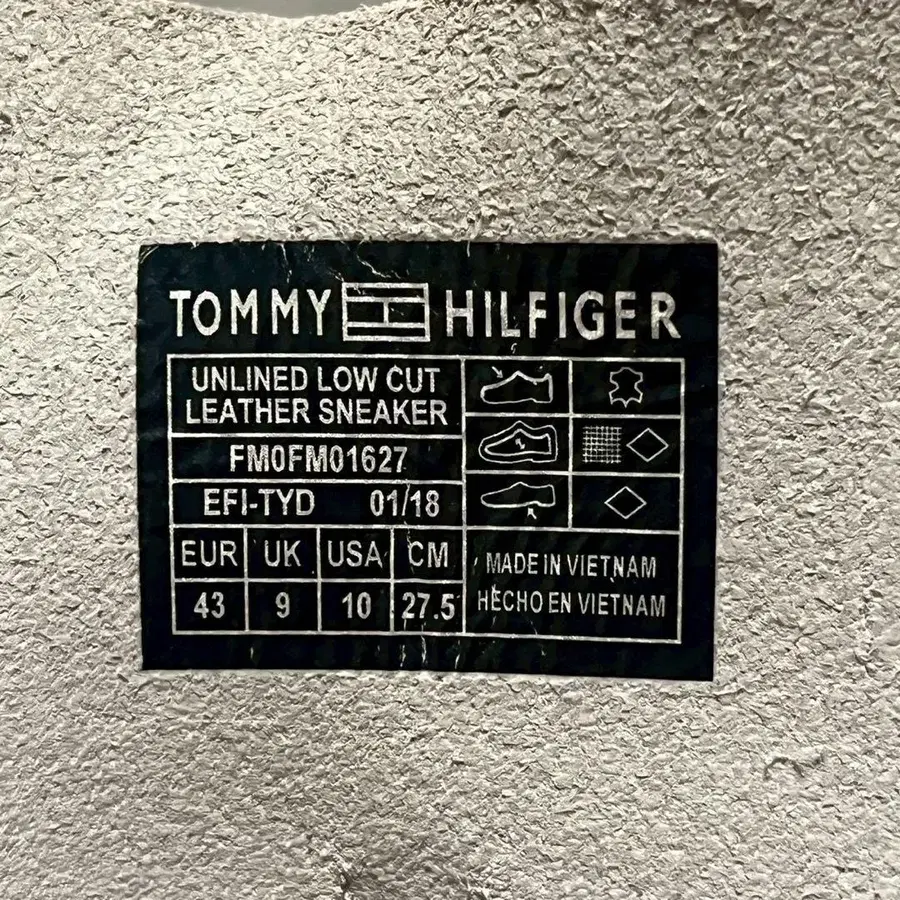 TOMMY HILFIGER
UNLINED LOW CUT
LEATHER SNEAKER
FM0FM01627
EFI-TYD 01/18
EUR UK USA CM
43 9 10 27.5
MADE IN VIETNAM
HECHO EN VIETNAM